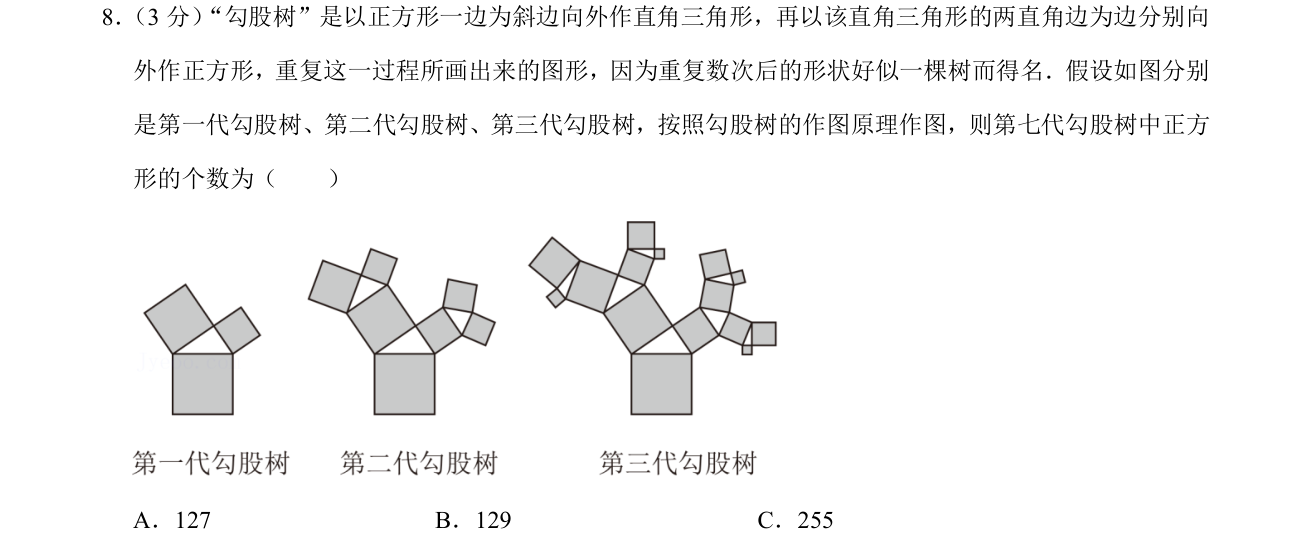 8.（3 分）“勾股树”是以正方形一边为斜边向外作直角三角形，再以该直角三角形的两直角边为边分别向
外作正方形，重复这一过程所画出来的图形，因为重复数次后的形状好似一棵树而得名．假设如图分别
是第一代勾股树、第二代勾股树、第三代勾股树，按照勾股树的作图原理作图，则第七代勾股树中正方
形的个数为（　　）
第一代勾股树 第二代勾股树 第三代勾股树
A．127 B．129 C．255